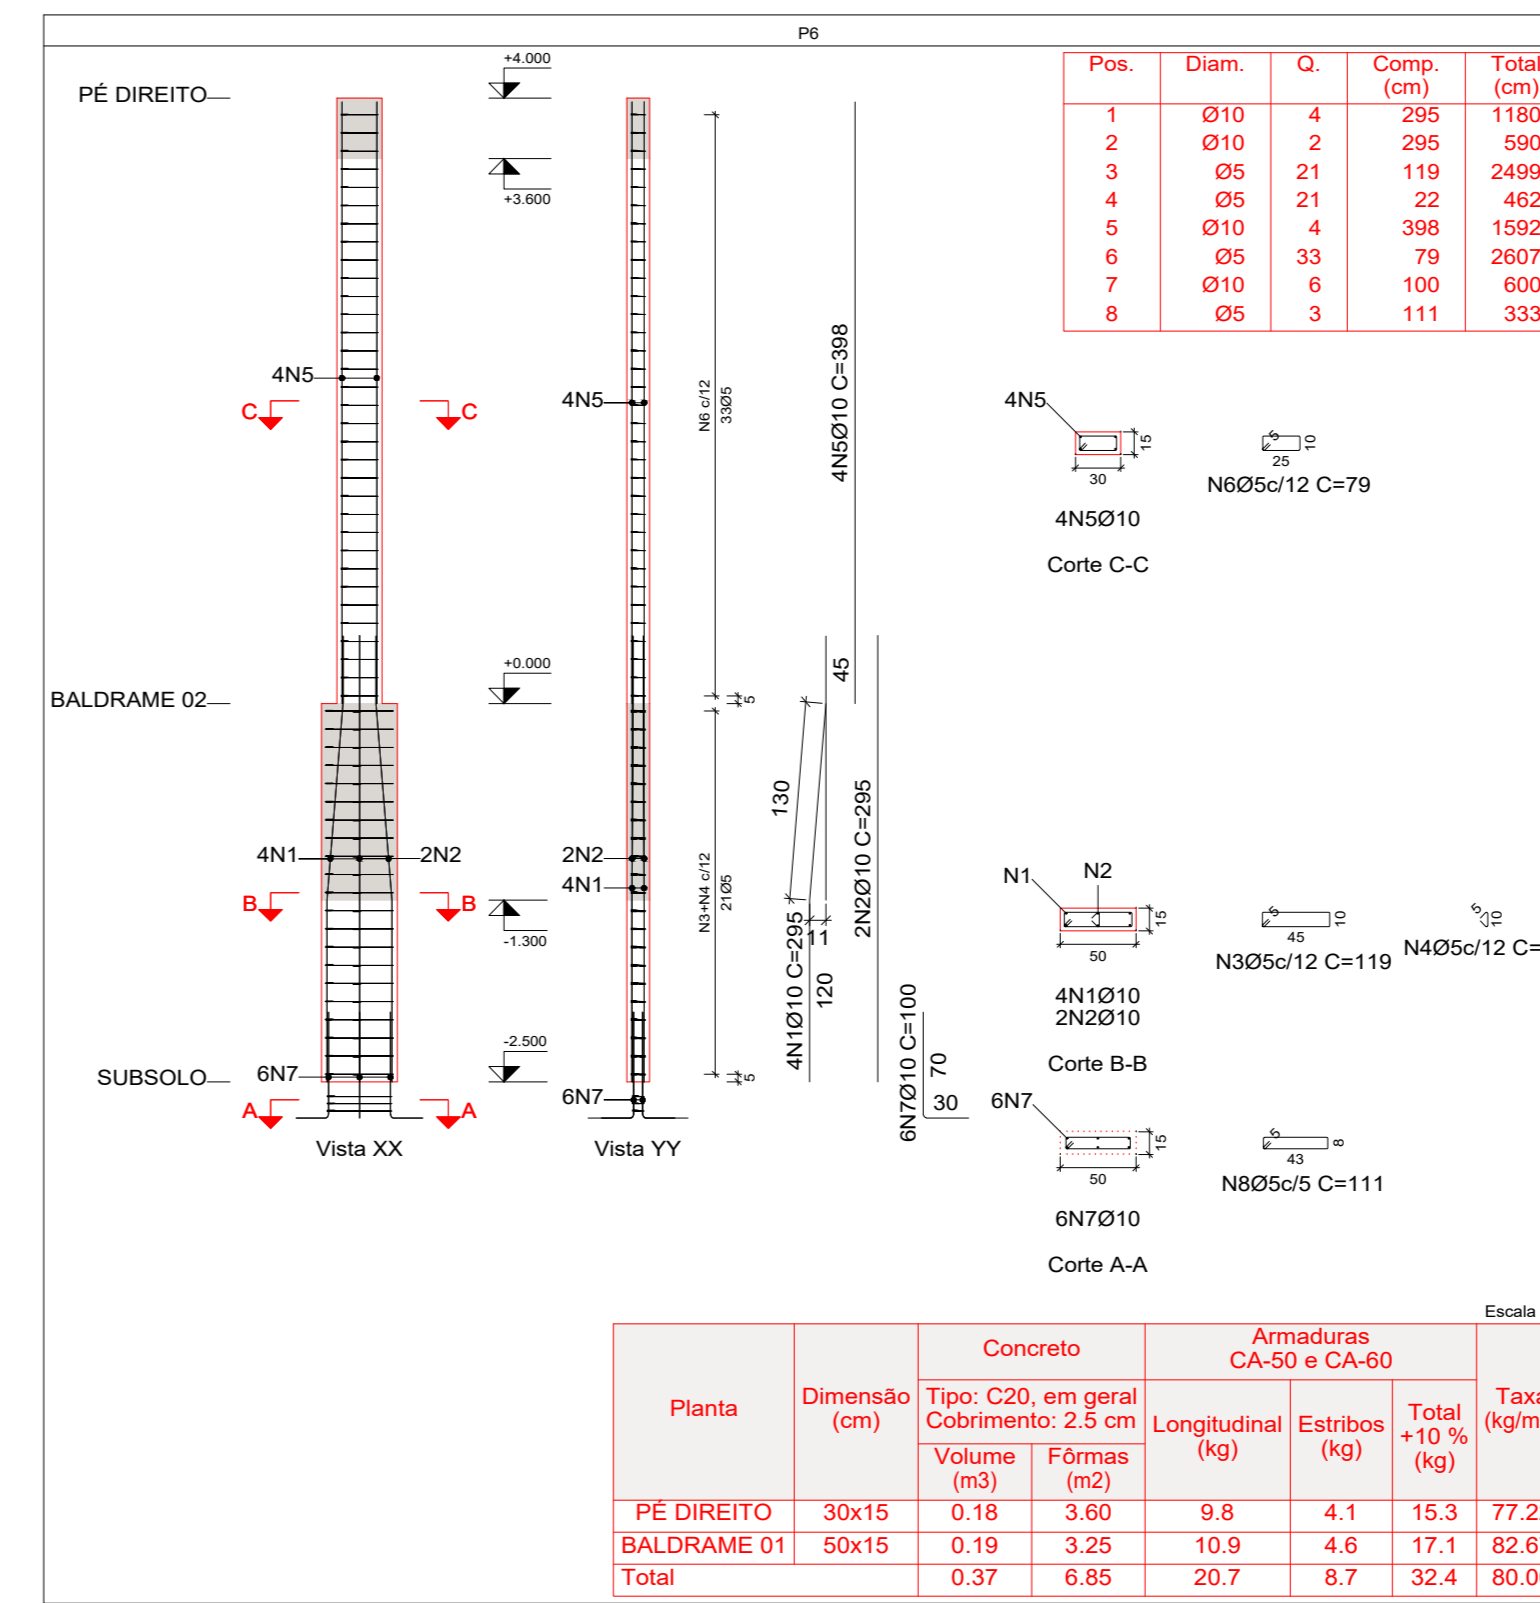 P6
PÉ DIREITO
+4.000
+3.600
4N5
4N5
C
C
N6 c/12
33Ø5
4N5Ø10 C=398
45
BALDRAME 02
+0.000
5
130
4N1
2N2
2N2
4N1
B
B
-1.300
N3+N4 c/12
21Ø5
11
120
4N1Ø10 C=295
2N2Ø10 C=295
SUBSOLO
-2.500
6N7
6N7
5
A
A
6N7Ø10 C=100
70
30
Vista XX
Vista YY
Pos. Diam. Q. Comp. (cm) Total (cm)
1 Ø10 4 295 1180
2 Ø10 2 295 590
3 Ø5 21 119 2499
4 Ø5 21 22 462
5 Ø10 4 398 1592
6 Ø5 33 79 2607
7 Ø10 6 100 600
8 Ø5 3 111 333
4N5
15
30
4N5Ø10
Corte C-C
5
10
25
N6Ø5c/12 C=79
N1
N2
15
50
4N1Ø10
2N2Ø10
Corte B-B
5
10
45
N3Ø5c/12 C=119
5
10
N4Ø5c/12 C=
6N7
15
50
6N7Ø10
Corte A-A
5
8
43
N8Ø5c/5 C=111
Escala
Planta
Dimensão
(cm)
Concreto
Tipo: C20, em geral
Cobrimento: 2.5 cm
Volume
(m3)
Fôrmas
(m2)
Armaduras
CA-50 e CA-60
Longitudinal
(kg)
Estribos
(kg)
Total
+10 %
(kg)
Taxa
(kg/m
PÉ DIREITO 30x15 0.18 3.60 9.8 4.1 15.3 77.2
BALDRAME 01 50x15 0.19 3.25 10.9 4.6 17.1 82.6
Total 0.37 6.85 20.7 8.7 32.4 80.0